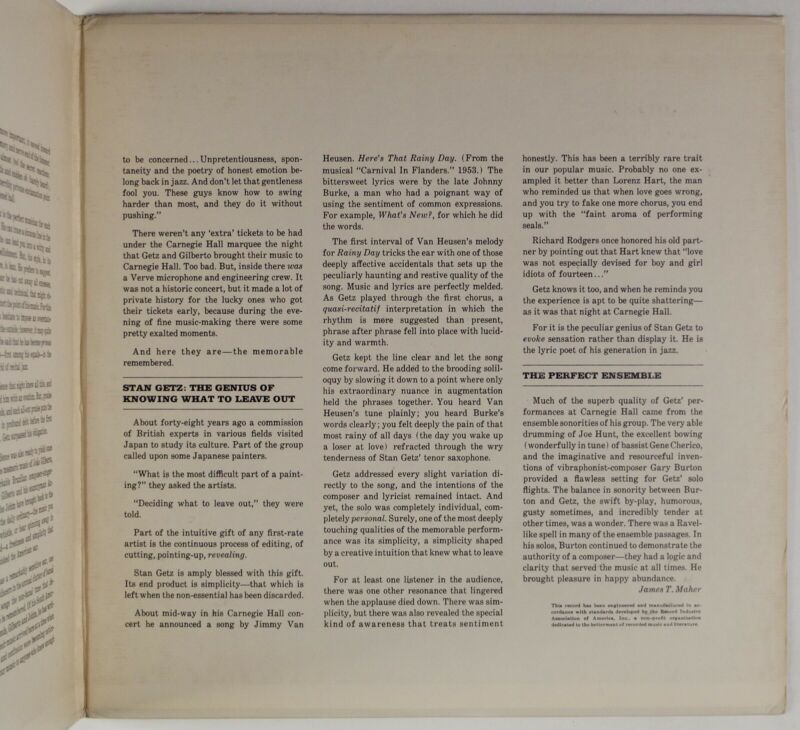 to be concerned... Unpretentiousness, spon-
taneity and the poetry of honest emotion be-
long back in jazz. And don't let that gentleness
fool you. These guys know how to swing
harder than most, and they do it without
pushing."
There weren't any 'extra' tickets to be had
under the Carnegie Hall marquee the night
that Getz and Gilberto brought their music to
Carnegie Hall. Too bad. But, inside there was
a Verve microphone and engineering crew. It
was not a historic concert, but it made a lot of
private history for the lucky ones who got
their tickets early, because during the eve-
ning of fine music-making there were some
pretty exalted moments.
And here they are—the memorable
remembered.
STAN GETZ: THE GENIUS OF
KNOWING WHAT TO LEAVE OUT
About forty-eight years ago a commission
of British experts in various fields visited
Japan to study its culture. Part of the group
called upon some Japanese painters.
"What is the most difficult part of a paint-
ing?" they asked the artists.
"Deciding what to leave out," they were
told.
Part of the intuitive gift of any first-rate
artist is the continuous process of editing, of
cutting, pointing-up, revealing.
Stan Getz is amply blessed with this gift.
Its end product is simplicity—that which is
left when the non-essential has been discarded.
About mid-way in his Carnegie Hall con-
cert he announced a song by Jimmy Van
Heusen. Here's That Rainy Day. (From the
musical "Carnival In Flanders." 1953.) The
bittersweet lyrics were by the late Johnny
Burke, a man who had a poignant way of
using the sentiment of common expressions.
For example, What's New?, for which he did
the words.
The first interval of Van Heusen's melody
for Rainy Day tricks the ear with one of those
deeply affective accidentals that sets up the
peculiarly haunting and restive quality of the
song. Music and lyrics are perfectly melded.
As Getz played through the first chorus, a
quasi-recitatif interpretation in which the
rhythm is mere suggested than present,
phrase after phrase fell into place with lucid-
ity and warmth.
Getz kept the line clear and let the song
come forward. He added to the brooding solil-
oquy by slowing it down to a point where only
his extraordinary nuance in augmentation
held the phrases together. You heard Van
Heusen's tune plainly; you heard Burke's
words clearly; you felt deeply the pain of that
most rainy of all days (the day you wake up
a loser at love) refracted through the wry
tenderness of Stan Getz' tenor saxophone.
Getz addressed every slight variation di-
rectly to the song, and the intentions of the
composer and lyricist remained intact. And
yet, the solo was completely individual, com-
pletely personal. Surely, one of the most deeply
touching qualities of the memorable perform-
ance was its simplicity, a simplicity shaped
by a creative intuition that knew what to leave
out.
For at least one listener in the audience,
there was one other resonance that lingered
when the applause died down. There was sim-
plicity, but there was also revealed the special
kind of awareness that treats sentiment
honestly. This has been a terribly rare trait
in our popular music. Probably no one ex-
ampled it better than Lorenz Hart, the man
who reminded us that when love goes wrong,
and you try to fake one more chorus, you end
up with the "faint aroma of performing
seals."
Richard Rodgers once honored his old part-
ner by pointing out that Hart knew that "love
was not especially devised for boy and girl
idiots of fourteen..."
Getz knows it too, and when he reminds you
the experience is apt to be quite shattering—
as it was that night at Carnegie Hall.
For it is the peculiar genius of Stan Getz to
evoke sensation rather than display it. He is
the lyric poet of his generation in jazz.
THE PERFECT ENSEMBLE
Much of the superb quality of Getz' per-
formances at Carnegie Hall came from the
ensemble sonorities of his group. The very able
drumming of Joe Hunt, the excellent bowing
(wonderfully in tune) of bassist Gene Cherico,
and the imaginative and resourceful inven-
tions of vibraphonist-composer Gary Burton
provided a flawless setting for Getz' solo
flights. The balance in sonority between Bur-
ton and Getz, the swift by-play, humorous,
gusty sometimes, and incredibly tender at
other times, was a wonder. There was a Ravel-
like spell in many of the ensemble passages. In
his solos, Burton continued to demonstrate the
authority of a composer—they had a logic and
clarity that served the music at all times. He
brought pleasure in happy abundance.
James T. Maher
This record has been engineered and manufactured in ac-
cordance with standards developed by the Record Industry
Association of America, Inc., a non-profit organization
dedicated to the betterment of recorded music and literature.